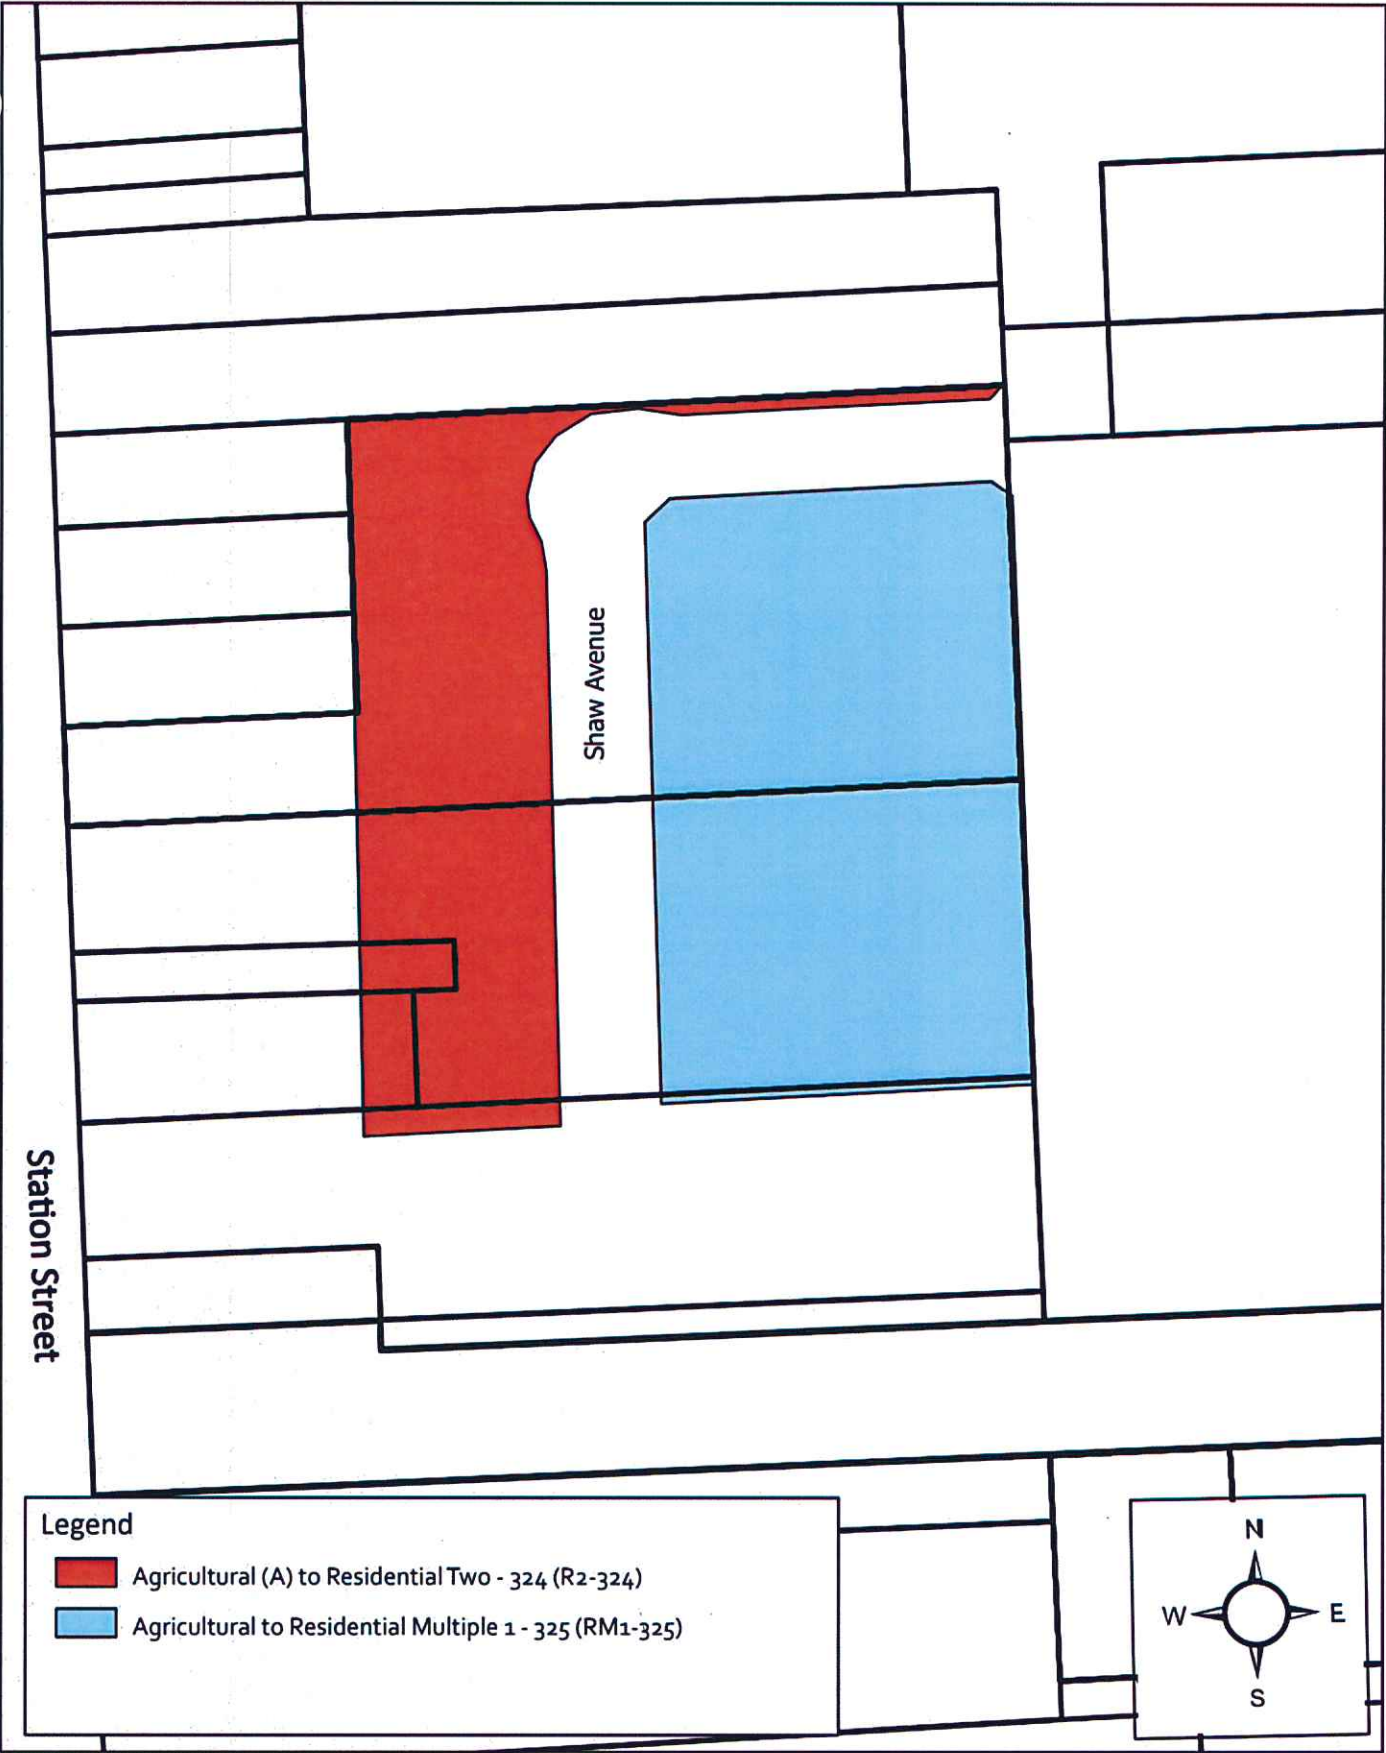 Shaw Avenue
Station Street
Legend
Agricultural (A) to Residential Two - 324 (R2-324)
Agricultural to Residential Multiple 1 - 325 (RM1-325)
N
W
E
S